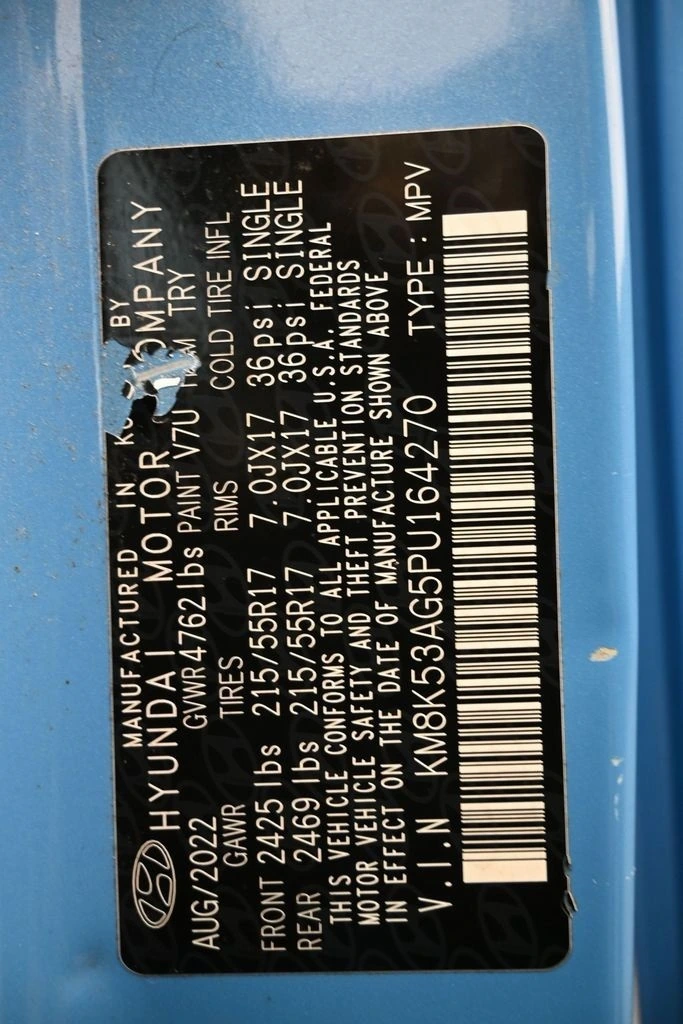 MANUFACTURED IN BY
HYUNDAI MOTOR COMPANY
AUG/2022 GVWR 4762 lbs PAINT V7U TRIM TRY
GAWR TIRES RIMS COLD TIRE INFL
FRONT 2425 lbs 215/55R17 7.0JX17 36psi SINGLE
REAR 2469 lbs 215/55R17 7.0JX17 36psi SINGLE
THIS VEHICLE CONFORMS TO ALL APPLICABLE U.S.A. FEDERAL
MOTOR VEHICLE SAFETY AND THEFT PREVENTION STANDARDS
IN EFFECT ON THE DATE OF MANUFACTURE SHOWN ABOVE
V.I.N KM8K53AG5PU164270 TYPE : MPV